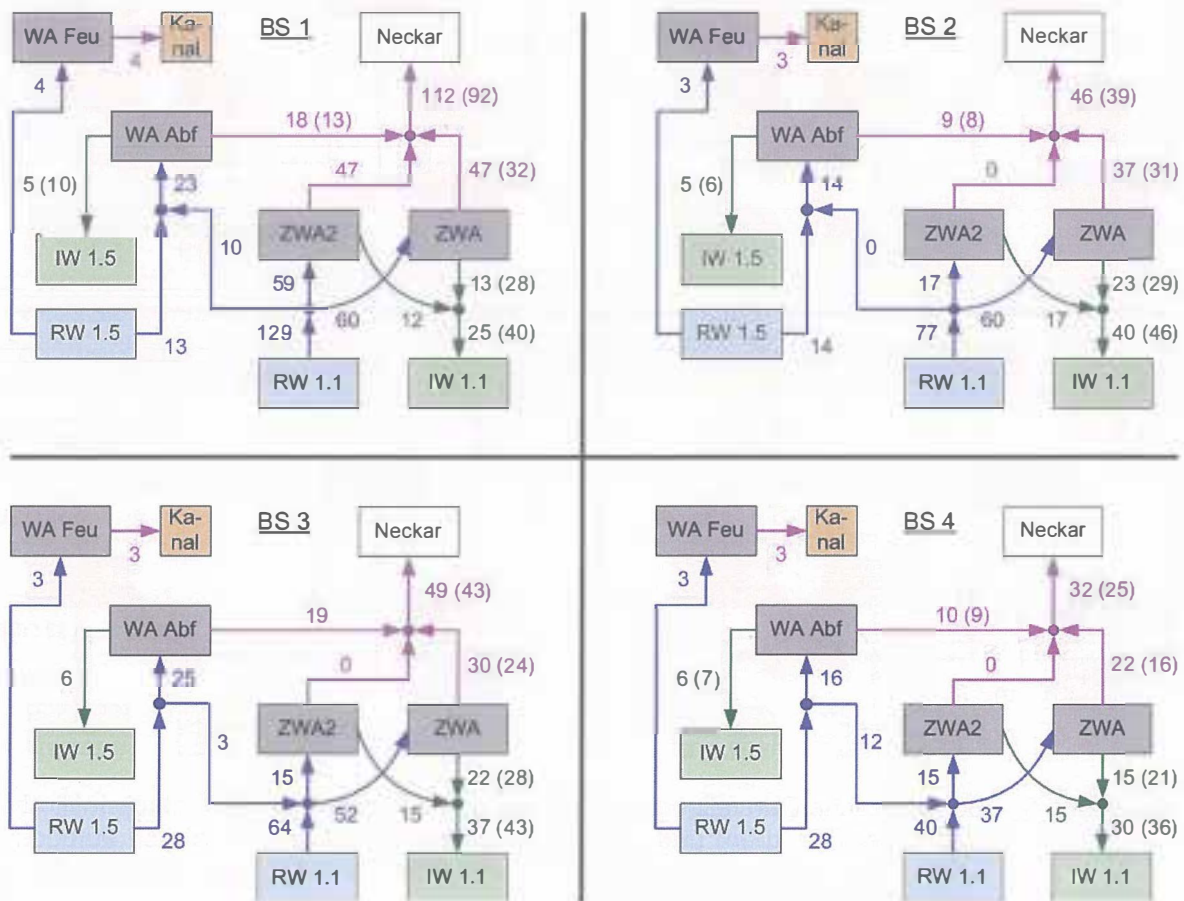 WA Feu
Ka-
nal
BS 1
Neckar
4
4
112 (92)
WA Abf
18 (13)
5 (10)
23
47
47 (32)
IW 1.5
10
ZWA2
ZWA
59
13 (28)
RW 1.5
13
129
60
12
25 (40)
RW 1.1
IW 1.1
WA Feu
Ka-
nal
BS 2
Neckar
3
3
46 (39)
WA Abf
9 (8)
5 (6)
14
0
37 (31)
IW 1.5
0
ZWA2
ZWA
17
23 (29)
RW 1.5
14
77
60
17
40 (46)
RW 1.1
IW 1.1
WA Feu
Ka-
nal
BS 3
Neckar
3
3
49 (43)
WA Abf
19
6
25
0
30 (24)
IW 1.5
3
ZWA2
ZWA
15
22 (28)
RW 1.5
28
64
52
15
37 (43)
RW 1.1
IW 1.1
WA Feu
Ka-
nal
BS 4
Neckar
3
3
32 (25)
WA Abf
10 (9)
6 (7)
16
0
22 (16)
IW 1.5
12
ZWA2
ZWA
15
15 (21)
RW 1.5
28
40
37
15
30 (36)
RW 1.1
IW 1.1